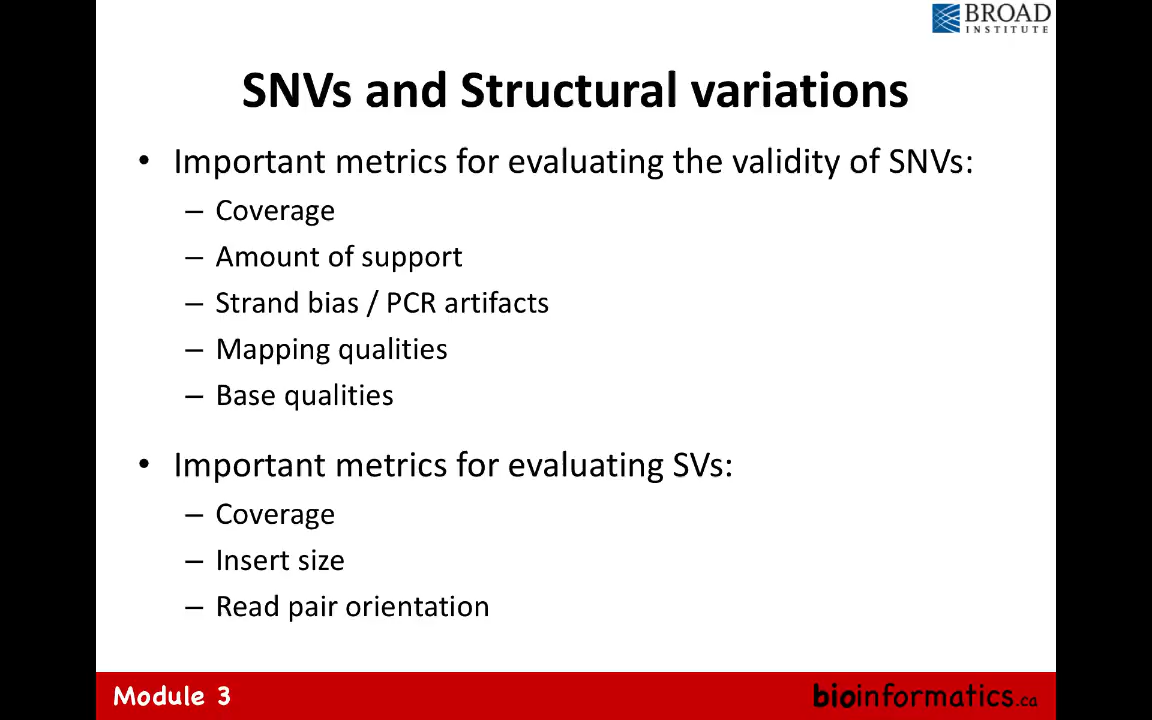 BROAD
INSTITUTE
SNVs and Structural variations
• Important metrics for evaluating the validity of SNVs:
– Coverage
– Amount of support
– Strand bias / PCR artifacts
– Mapping qualities
– Base qualities
• Important metrics for evaluating SVs:
– Coverage
– Insert size
– Read pair orientation
Module 3
bioinformatics.ca